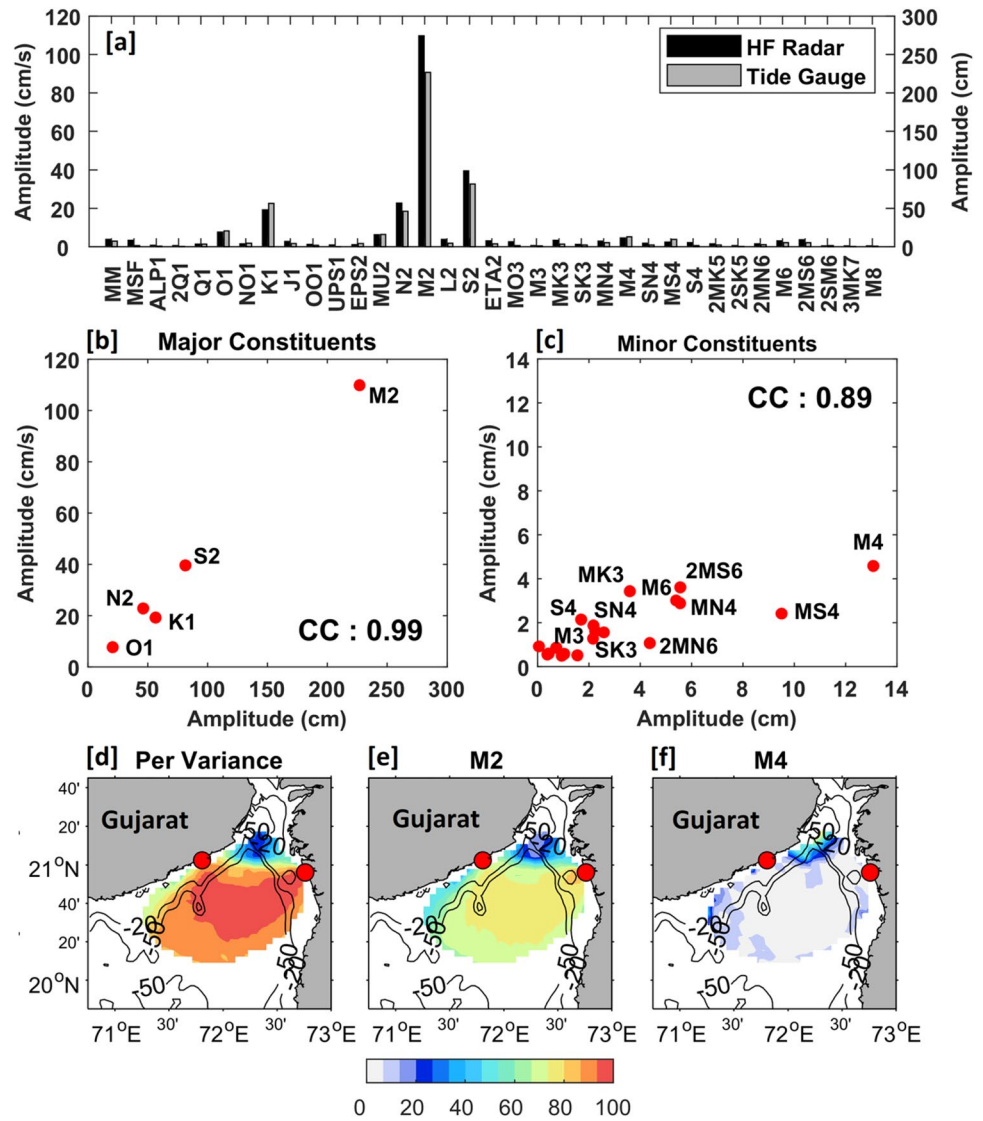 [a]
HF Radar
Tide Gauge
Amplitude (cm/s)
Amplitude (cm)
120
100
80
60
40
20
0
300
250
200
150
100
50
0
MM MSF ALP1 2Q1 Q1 O1 NO1 K1 J1 OO1 UPS1 EPS2 MU2 N2 M2 L2 S2 ETA2 MO3 M3 MK3 SK3 MN4 M4 SN4 MS4 S4 2MK5 2SK5 2MN6 M6 2MS6 2SM6 3MK7 M8
[b] Major Constituents
120
100
80
60
40
20
0
Amplitude (cm/s)
M2
S2
N2
K1
O1
CC : 0.99
0 50 100 150 200 250 300
Amplitude (cm)
[c] Minor Constituents
14
12
10
8
6
4
2
0
Amplitude (cm/s)
CC : 0.89
M4
MK3 M6 2MS6
S4 SN4 MN4 MS4
M3 SK3 2MN6
0 2 4 6 8 10 12 14
Amplitude (cm)
[d] Per Variance
[e] M2
[f] M4
40'
20'
21°N
40'
20'
20°N
Gujarat
-50
-20
-20
-50
-50
-20
-50
71°E 30' 72°E 30' 73°E
Gujarat
-50
-20
-20
-50
-50
-20
-50
71°E 30' 72°E 30' 73°E
Gujarat
-50
-20
-20
-50
-50
-20
-50
71°E 30' 72°E 30' 73°E
0 20 40 60 80 100